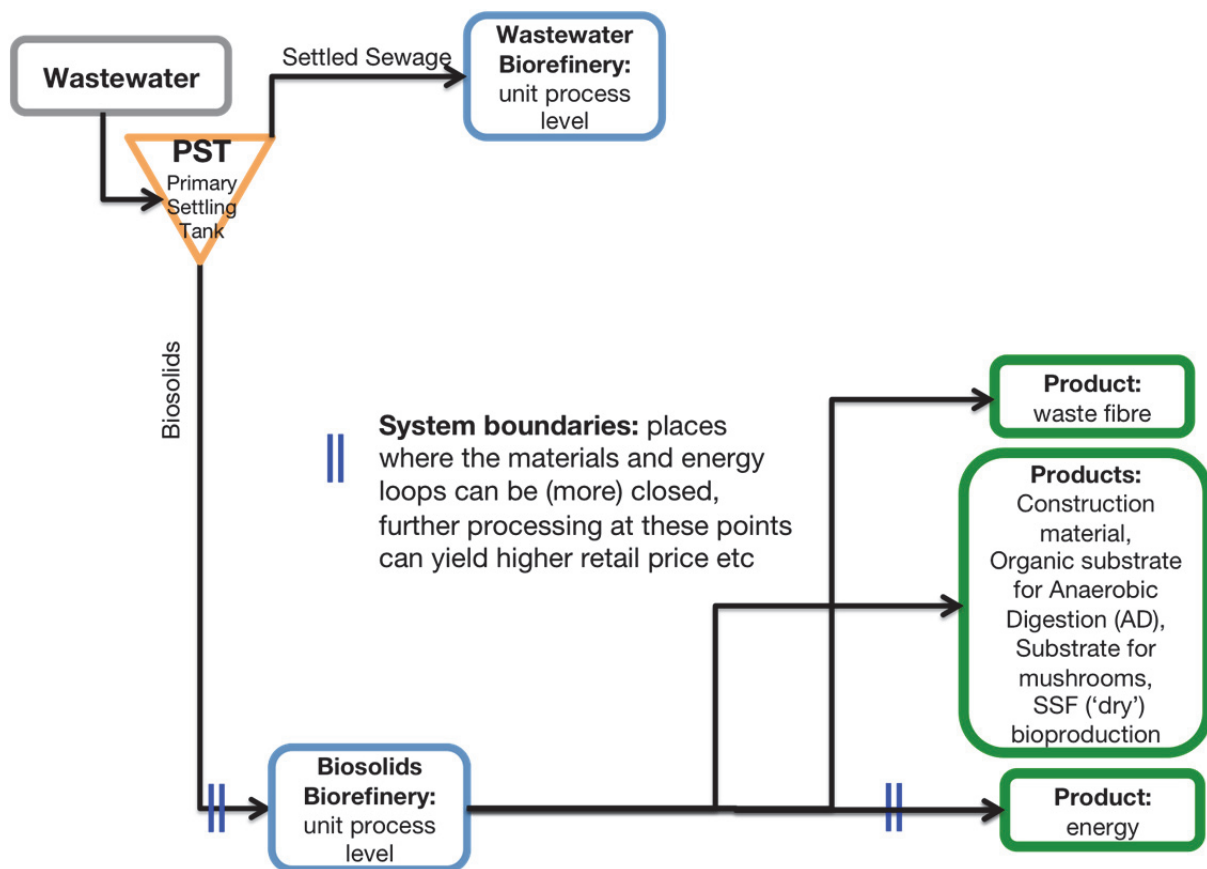 Wastewater
Settled Sewage
Wastewater
Biorefinery:
unit process
level
PST
Primary
Settling
Tank
Biosolids
System boundaries: places
where the materials and energy
loops can be (more) closed,
further processing at these points
can yield higher retail price etc
Product:
waste fibre
Products:
Construction
material,
Organic substrate
for Anaerobic
Digestion (AD),
Substrate for
mushrooms,
SSF (‘dry’)
bioproduction
Biosolids
Biorefinery:
unit process
level
Product:
energy